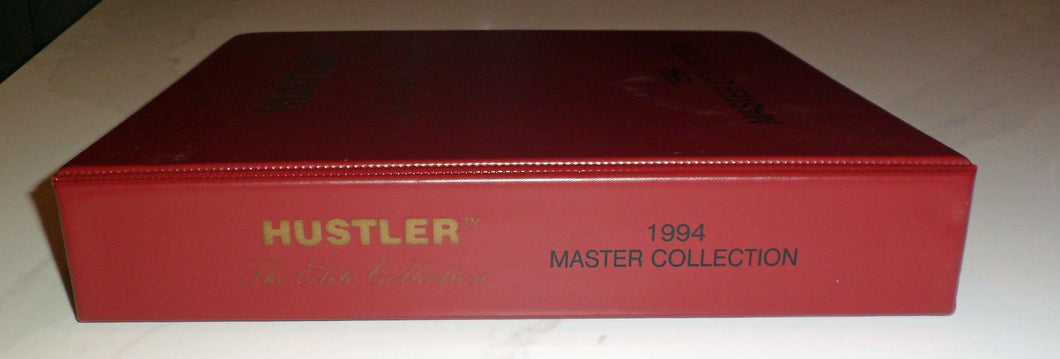 HUSTLER™
The Elite Collection
1994
MASTER COLLECTION